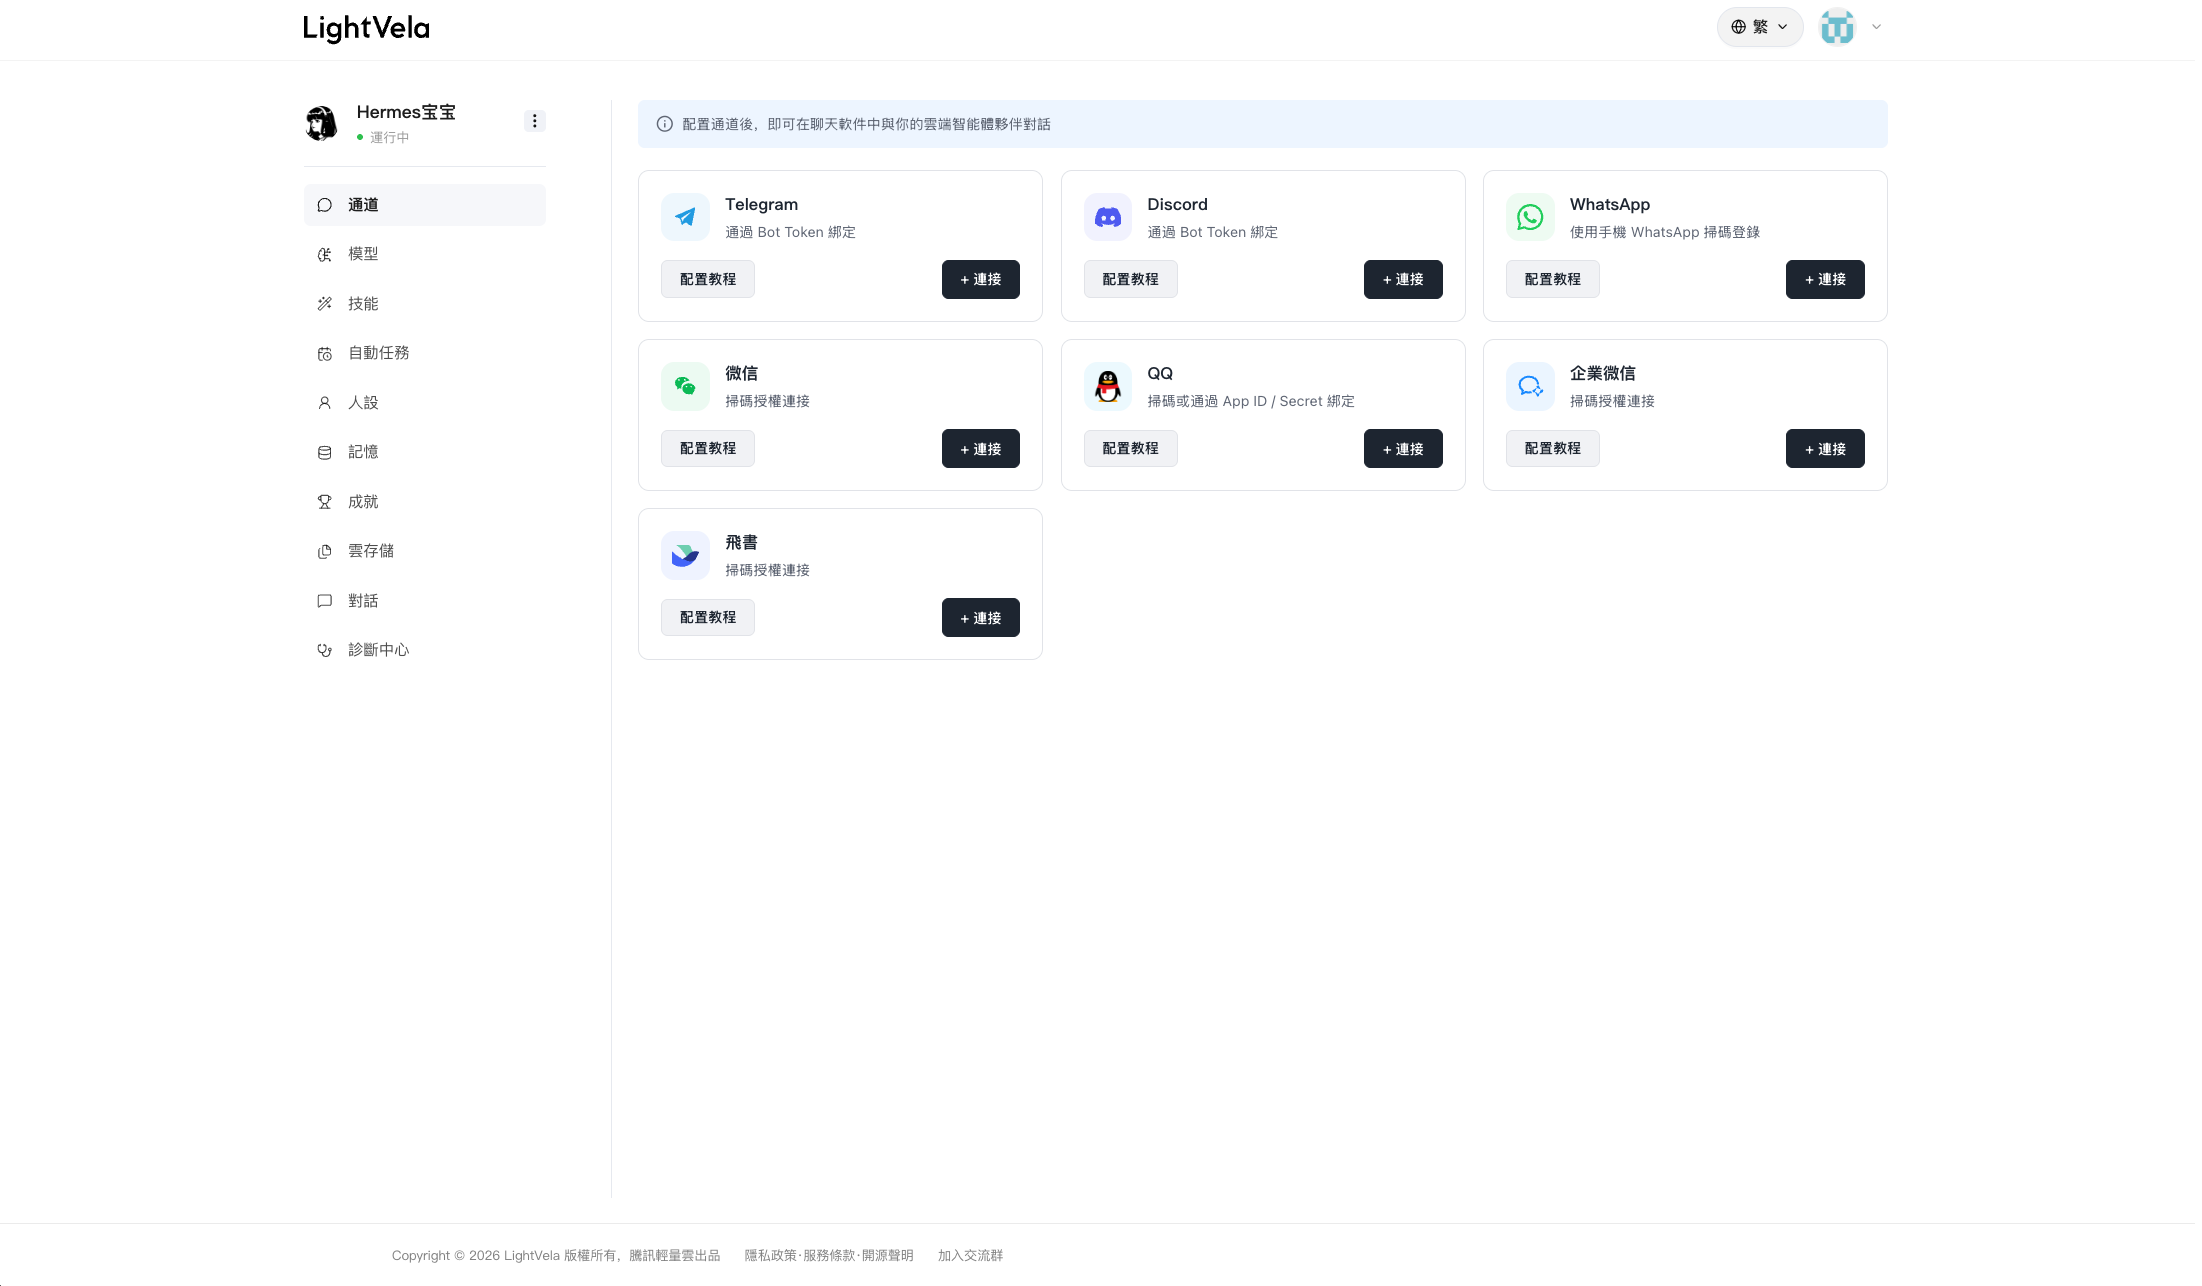 LightVela
繁
Hermes宝宝
運行中
通道
模型
技能
自動任務
人設
記憶
成就
雲存儲
對話
診斷中心
配置通道後，即可在聊天軟件中與你的雲端智能體夥伴對話
Telegram
通過 Bot Token 綁定
配置教程
+ 連接
Discord
通過 Bot Token 綁定
配置教程
+ 連接
WhatsApp
使用手機 WhatsApp 掃碼登錄
配置教程
+ 連接
微信
掃碼授權連接
配置教程
+ 連接
QQ
掃碼或通過 App ID / Secret 綁定
配置教程
+ 連接
企業微信
掃碼授權連接
配置教程
+ 連接
飛書
掃碼授權連接
配置教程
+ 連接
Copyright © 2026 LightVela 版權所有，騰訊輕量雲出品 隱私政策·服務條款·開源聲明 加入交流群